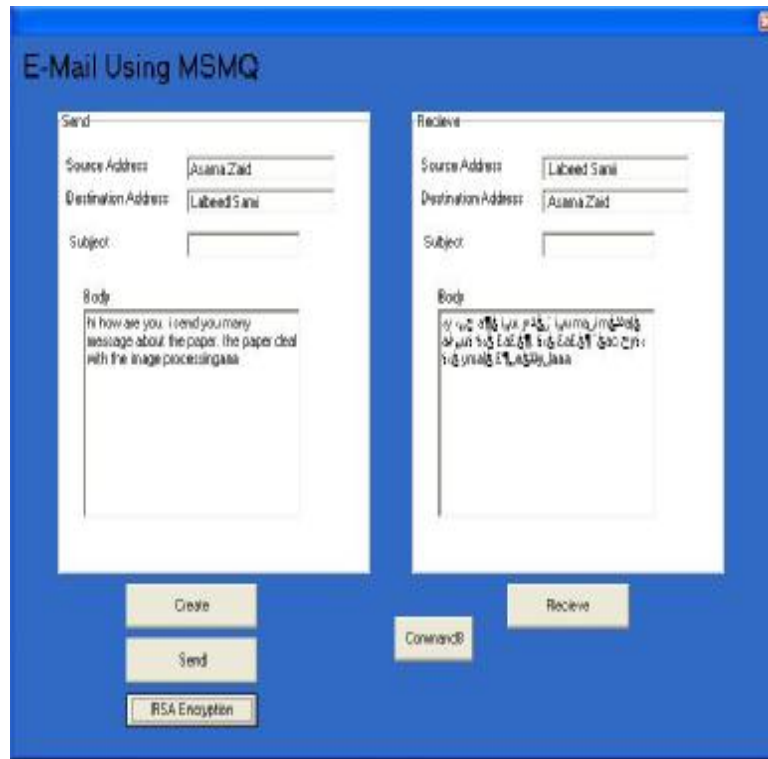 E-Mail Using MSMQ
Send
Source Address Asama Zaid
Destination Address Labeed Sami
Subject
Body
hi how are you. i send you many
message about the paper. the paper deal
with the image processingaaa
Create
Send
RSA Encryption
Recieve
Source Address Labeed Sami
Destination Address Asama Zaid
Subject
Body
Recieve
Command8